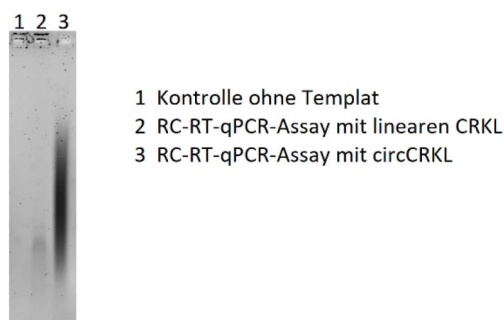 1 2 3
1 Kontrolle ohne Templat
2 RC-RT-qPCR-Assay mit linearen CRKL
3 RC-RT-qPCR-Assay mit circCRKL